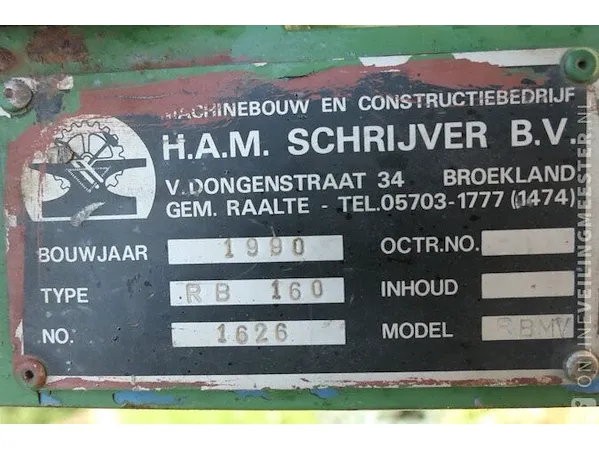 MACHINEBOUW EN CONSTRUCTIEBEDRIJF
H.A.M. SCHRIJVER B.V.
V.DONGENSTRAAT 34 BROEKLAND
GEM. RAALTE - TEL.05703-1777 (1474)
BOUWJAAR 1990 OCTR.NO.
TYPE RB 160 INHOUD
NO. 1626 MODEL RBMV
ONLINEVEILINGMEESTER.NL